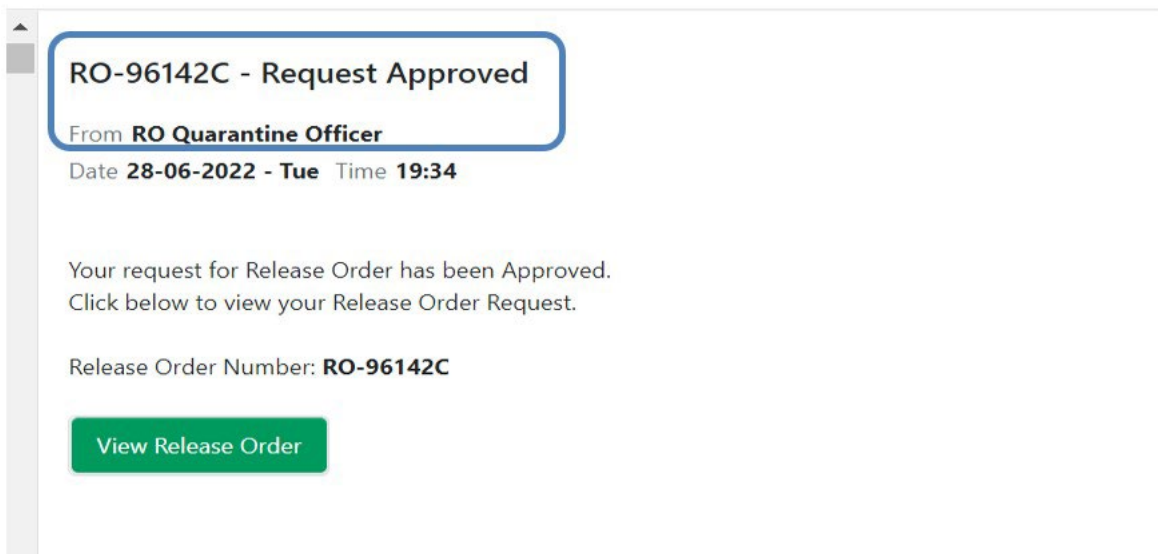 RO-96142C - Request Approved
From RO Quarantine Officer
Date 28-06-2022 - Tue Time 19:34
Your request for Release Order has been Approved.
Click below to view your Release Order Request.
Release Order Number: RO-96142C
View Release Order